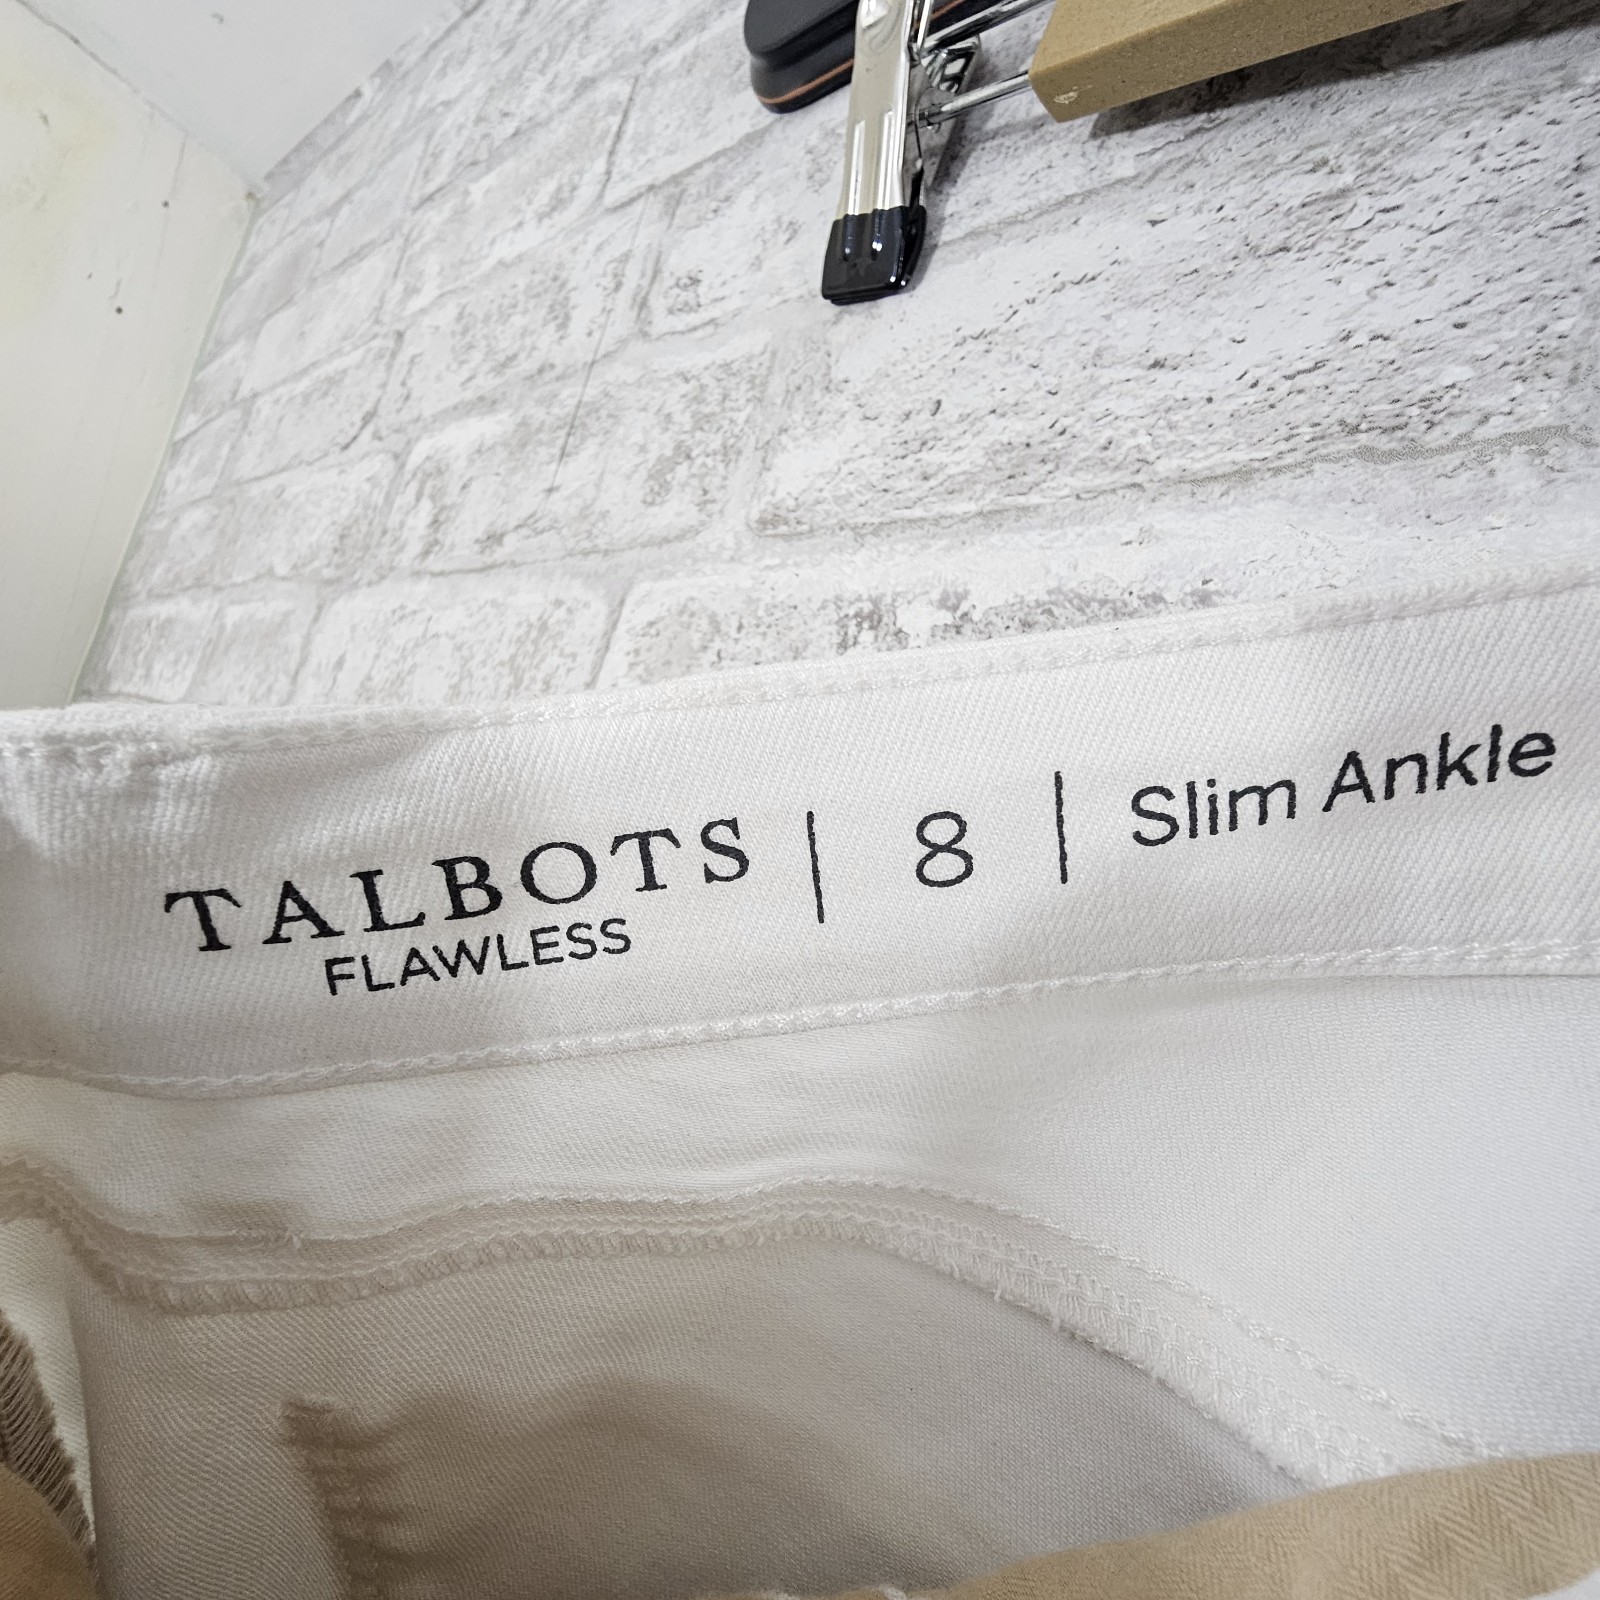 TALBOTS | 8 | Slim Ankle
FLAWLESS